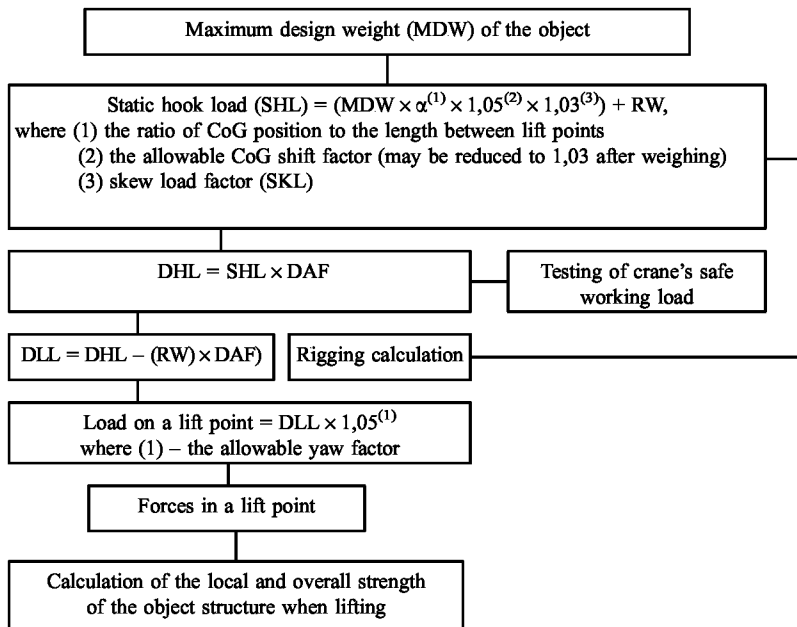 Maximum design weight (MDW) of the object
Static hook load (SHL) = (MDW × α⁽¹⁾ × 1,05⁽²⁾ × 1,03⁽³⁾) + RW,
where (1) the ratio of CoG position to the length between lift points
(2) the allowable CoG shift factor (may be reduced to 1,03 after weighing)
(3) skew load factor (SKL)
DHL = SHL × DAF
Testing of crane's safe
working load
DLL = DHL – (RW) × DAF)
Rigging calculation
Load on a lift point = DLL × 1,05⁽¹⁾
where (1) – the allowable yaw factor
Forces in a lift point
Calculation of the local and overall strength
of the object structure when lifting